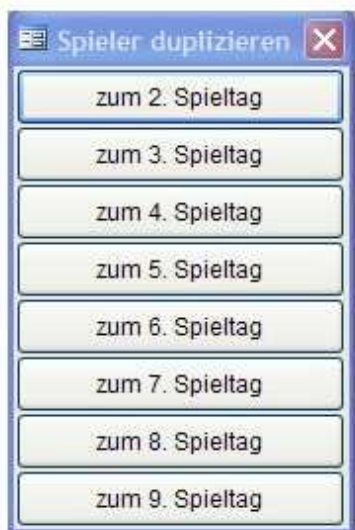 Spieler duplizieren
zum 2. Spieltag
zum 3. Spieltag
zum 4. Spieltag
zum 5. Spieltag
zum 6. Spieltag
zum 7. Spieltag
zum 8. Spieltag
zum 9. Spieltag